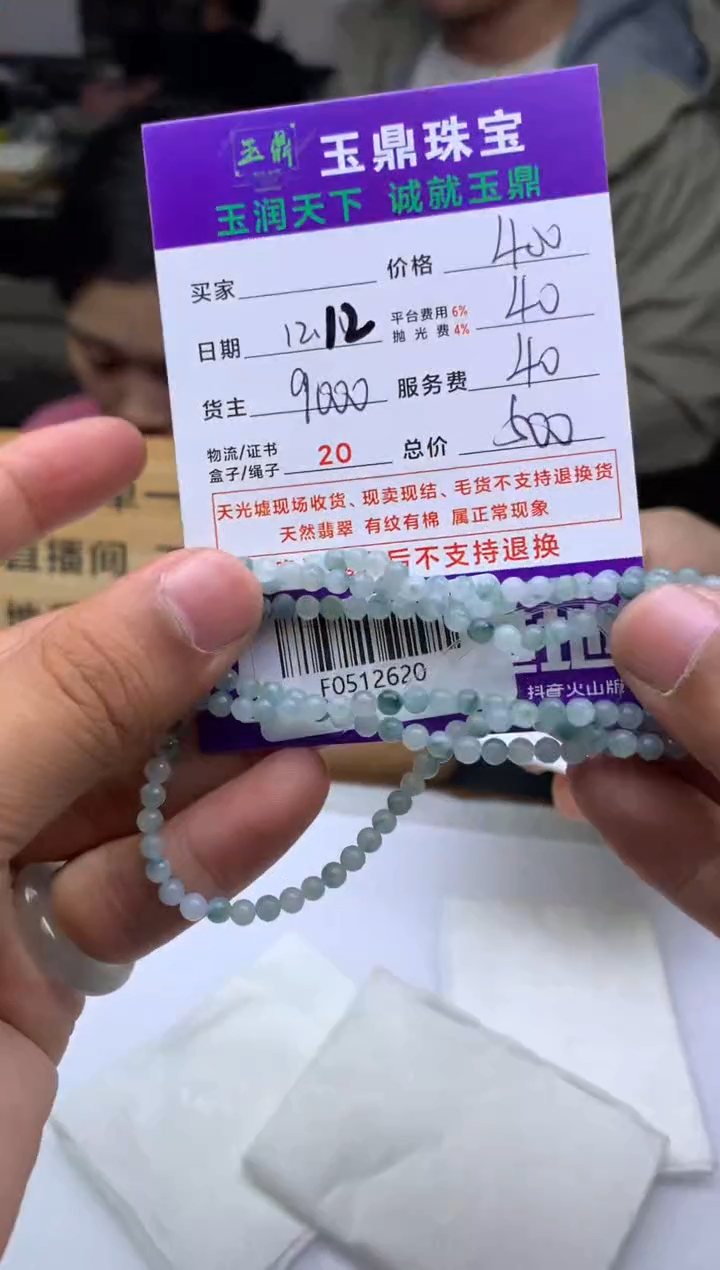 玉鼎 玉鼎珠宝
玉润天下 诚就玉鼎
买家 价格 400
日期 12.12 平台费用6% 抛光费4% 40
货主 9000 服务费 40
物流/证书 盒子/绳子 20 总价 500
天光墟现场收货、现卖现结、毛货不支持退换货
天然翡翠 有纹有棉 属正常现象
后不支持退换
F0512620
抖音火山版
直播间